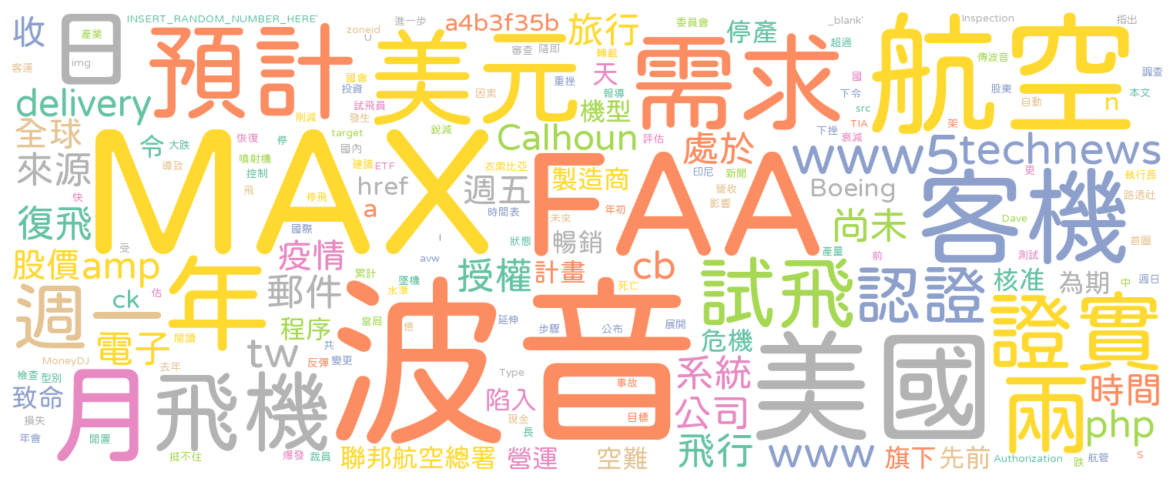 收
日
產業
img
INSERT_RANDOM_NUMBER_HERE'
客運
預計
美元
zoneid
U
進一步
a4b3f35b
委員會
_blank'
Inspection
指出
審查
隨即
旅行
轉載
停產
超過
傳波音
調查
國會
投資
因素
重挫
天
需求
航空
國
下令
股東
自動
本文
delivery
試飛員
報導
機型
src
n
全球
令
大跌
恢復
停
發生
削減
target
銳減
Calhoun
評估
處於
下挫
TIA
衰減
架
www
5
technews
來源
導致
噴射機
控制
國內
建議
ETF
衣索比亞
製造商
印尼
新聞
營收
更
執行長
MAX
FAA
飛
停飛
href
週五
影響
Boeing
客機
路透社
快
復飛
a
時間表
未來
年初
尚未
Dave
首圖
國際
狀態
暢銷
產量
前
測試
受
疫情
l
股價
amp
年
累計
avw
墜機
授權
計畫
cb
試飛
認證
核准
為期
中
週日
週一
ck
估
郵件
水準
死亡
證實
電子
程序
當局
億
延伸
步驟
公布
展開
危機
閱讀
tw
共
MoneyDJ
去年
反彈
變更
波音
美國
兩
檢查
型別
月
飛機
Type
陷入
事故
系統
時間
致命
損失
現金
目標
公司
php
長
年會
閒置
挺不住
爆發
裁員
聯邦航空總署
營運
空難
飛行
www
旗下
先前
Authorization
跌
航管
s